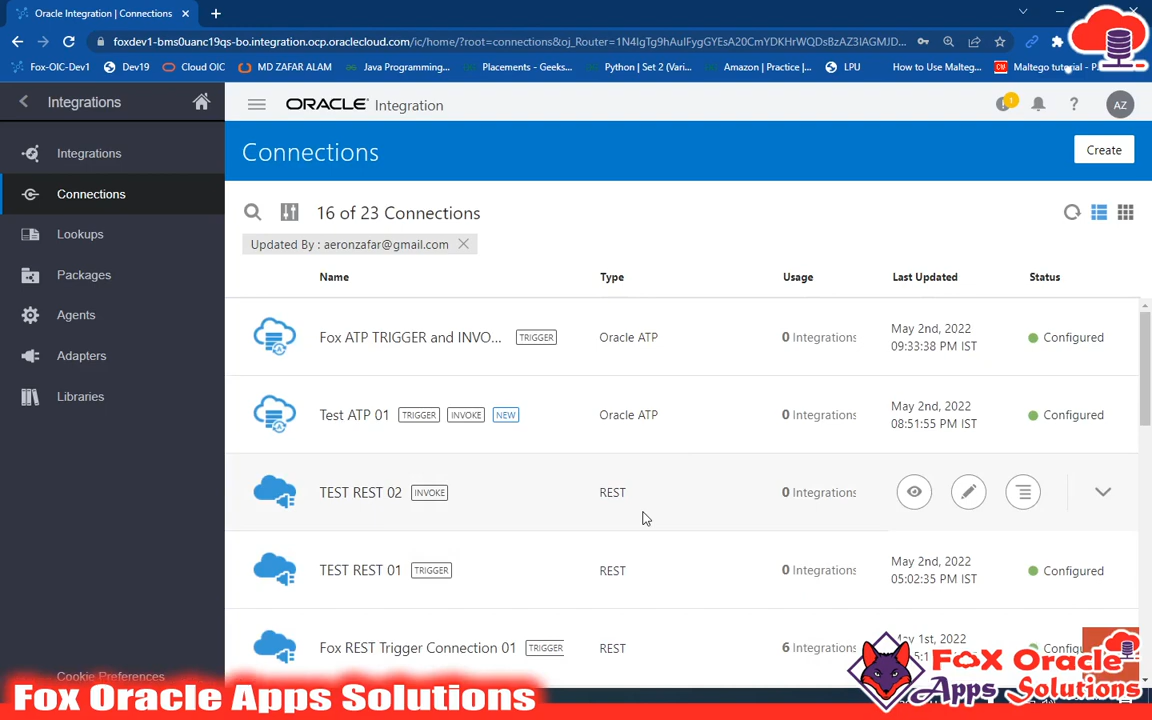 Oracle Integration | Connections
foxdev1-bms0uanc19qs-bo.integration.ocp.oraclecloud.com/ic/home/?root=connections&oj_Router=1N4IgTg9hAuIFygGYEsA20CmYDKHrWQDsBzAZ3lAGMJD...
Fox-OIC-Dev1 Dev19 Cloud OIC MD ZAFAR ALAM Java Programming... Placements - Geeks... Python | Set 2 (Vari... Amazon | Practice |... LPU How to Use Malteg... Maltego tutorial - P...
Integrations
ORACLE Integration
1
?
AZ
Integrations
Connections
Lookups
Packages
Agents
Adapters
Libraries
Cookie Preferences
Connections
Create
16 of 23 Connections
Updated By : aeronzafar@gmail.com
Name Type Usage Last Updated Status
Fox ATP TRIGGER and INVO... TRIGGER Oracle ATP 0 Integrations May 2nd, 2022 Configured
09:33:38 PM IST
Test ATP 01 TRIGGER INVOKE NEW Oracle ATP 0 Integrations May 2nd, 2022 Configured
08:51:55 PM IST
TEST REST 02 INVOKE REST 0 Integrations
TEST REST 01 TRIGGER REST 0 Integrations May 2nd, 2022 Configured
05:02:35 PM IST
Fox REST Trigger Connection 01 TRIGGER REST 6 Integrations May 1st, 2022
Fox Oracle Apps Solutions
FOX Oracle
Apps Solutions